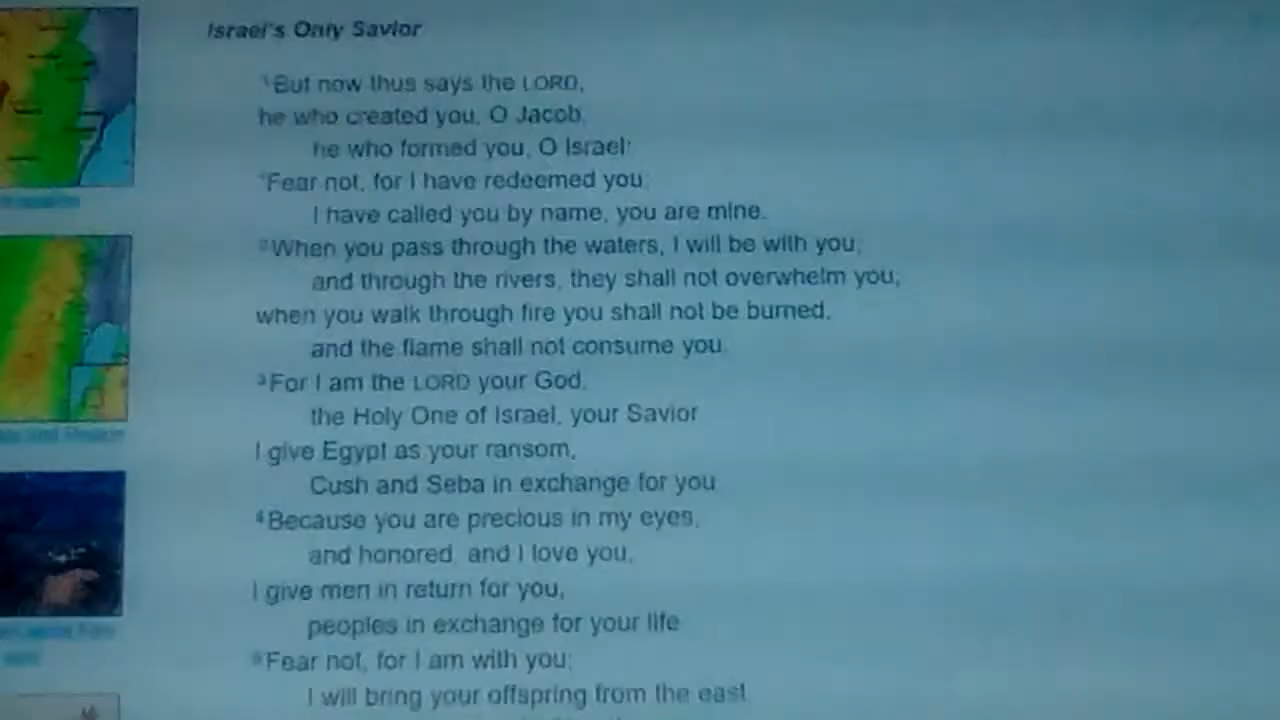 Israel's Only Savior
1But now thus says the LORD,
he who created you, O Jacob,
he who formed you, O Israel:
"Fear not, for I have redeemed you;
I have called you by name, you are mine.
2When you pass through the waters, I will be with you;
and through the rivers, they shall not overwhelm you;
when you walk through fire you shall not be burned,
and the flame shall not consume you.
3For I am the LORD your God,
the Holy One of Israel, your Savior
I give Egypt as your ransom,
Cush and Seba in exchange for you
4Because you are precious in my eyes,
and honored, and I love you,
I give men in return for you,
peoples in exchange for your life
5Fear not, for I am with you;
I will bring your offspring from the east